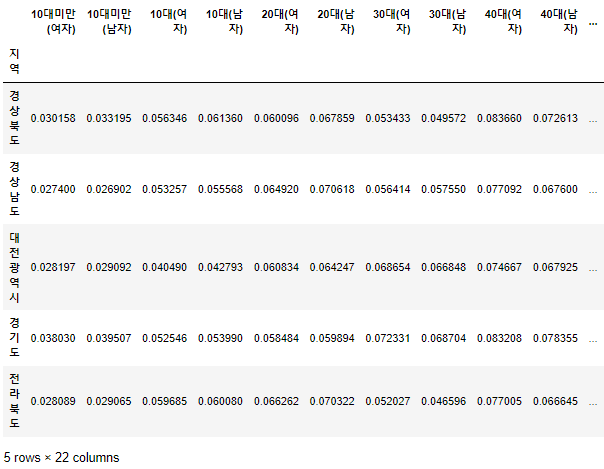 10대미만(여자) 10대미만(남자) 10대(여자) 10대(남자) 20대(여자) 20대(남자) 30대(여자) 30대(남자) 40대(여자) 40대(남자) ...
지역
경상북도 0.030158 0.033195 0.056346 0.061360 0.060096 0.067859 0.053433 0.049572 0.083660 0.072613 ...
경상남도 0.027400 0.026902 0.053257 0.055568 0.064920 0.070618 0.056414 0.057550 0.077092 0.067600 ...
대전광역시 0.028197 0.029092 0.040490 0.042793 0.060834 0.064247 0.068654 0.066848 0.074667 0.067925 ...
경기도 0.038030 0.039507 0.052546 0.053990 0.058484 0.059894 0.072331 0.068704 0.083208 0.078355 ...
전라북도 0.028089 0.029065 0.059685 0.060080 0.066262 0.070322 0.052027 0.046596 0.077005 0.066645 ...
5 rows × 22 columns